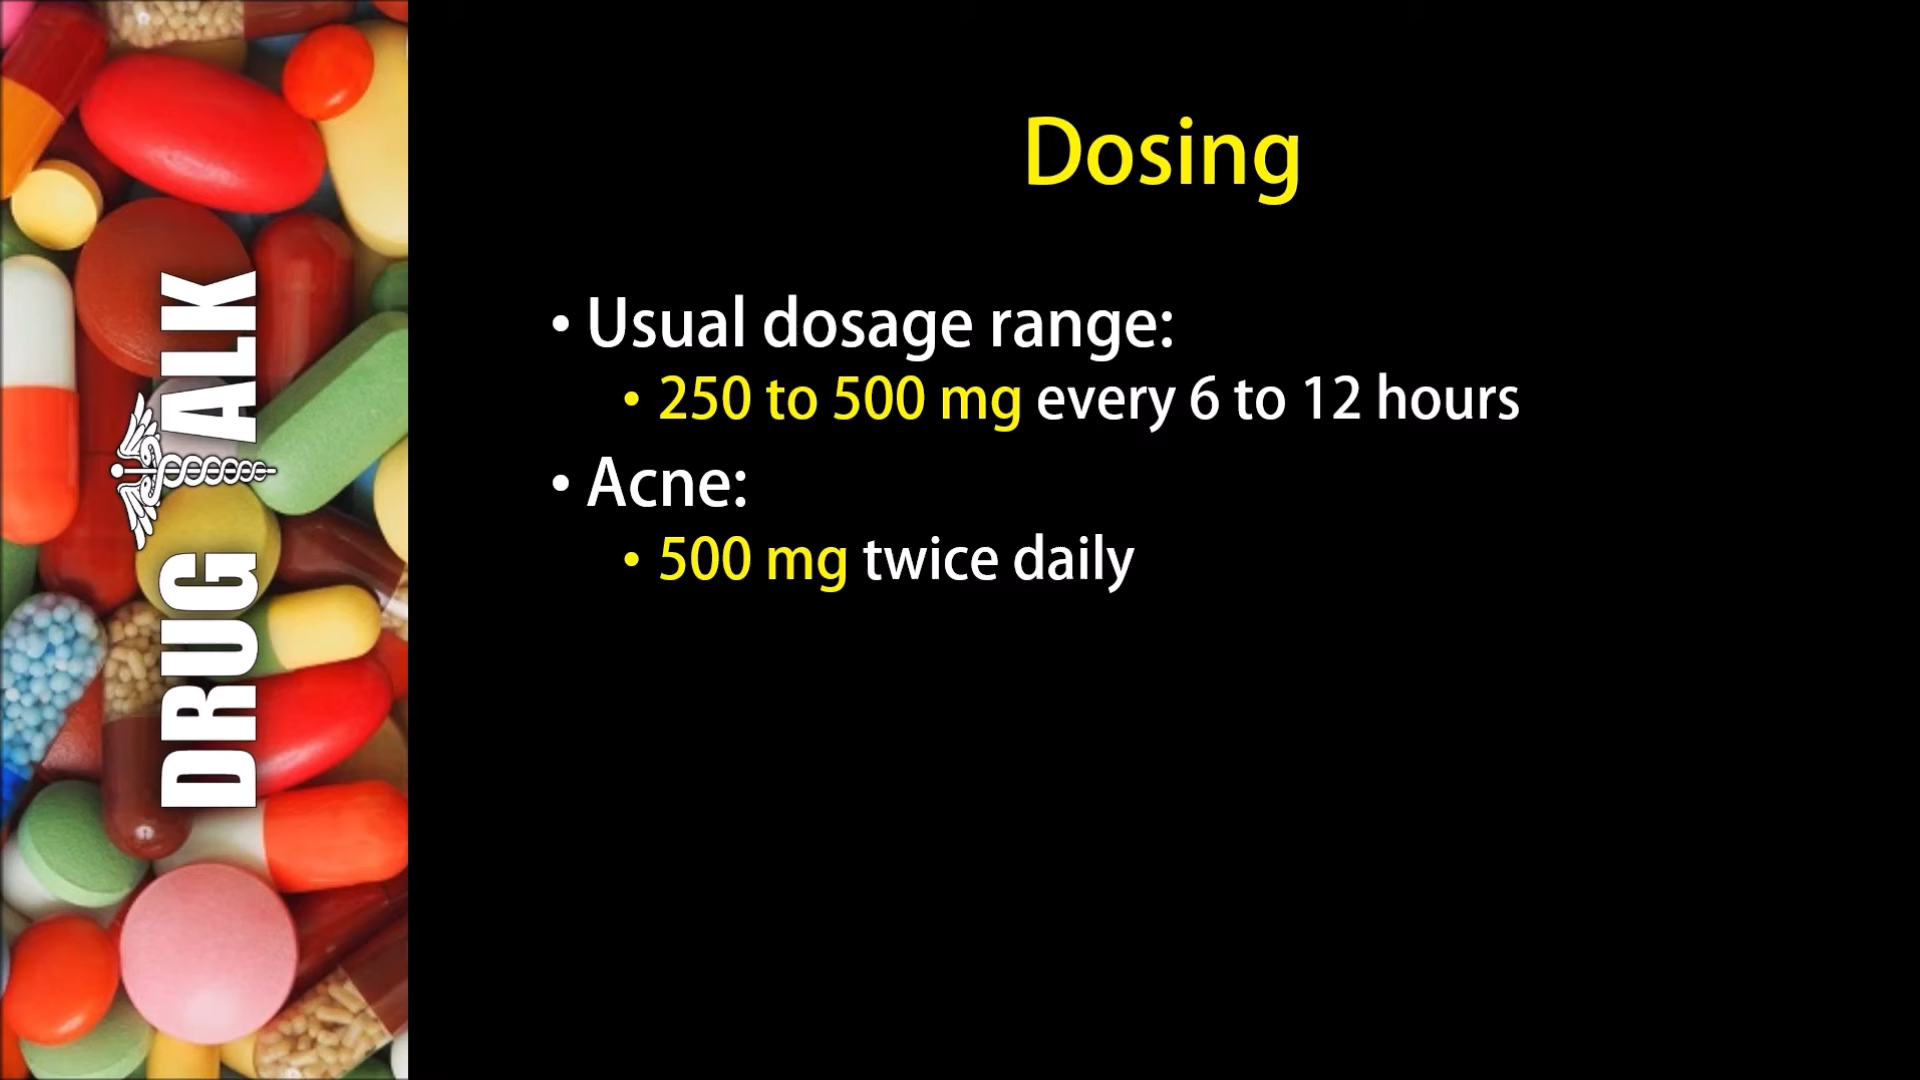 DRUG TALK
Dosing
• Usual dosage range:
• 250 to 500 mg every 6 to 12 hours
• Acne:
• 500 mg twice daily